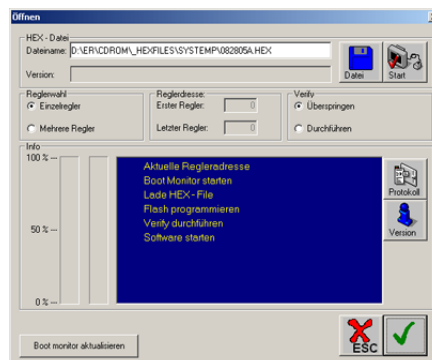 Öffnen
HEX - Datei
Dateiname: D:\ER\CDROM\_HEXFILES\SYSTEMP\082805A.HEX
Version:
Datei
Start
Reglerwahl
Einzelregler
Mehrere Regler
Reglerdresse:
Erster Regler: 0
Letzter Regler: 0
Verify
Überspringen
Durchführen
Info
100 %
50 %
0 %
Aktuelle Regleradresse
Boot Monitor starten
Lade HEX - File
Flash programmieren
Verify durchführen
Software starten
Protokoll
Version
Boot monitor aktualisieren
ESC